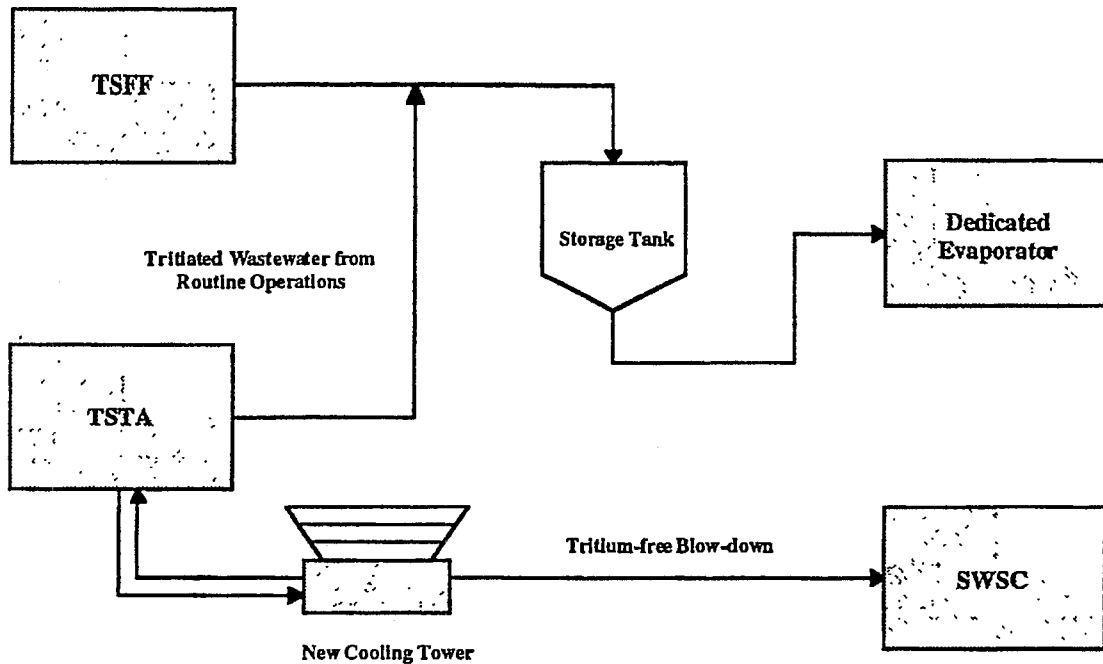 TSFF
Storage Tank
Dedicated
Evaporator
Tritiated Wastewater from
Routine Operations
TSTA
Tritium-free Blow-down
SWSC
New Cooling Tower